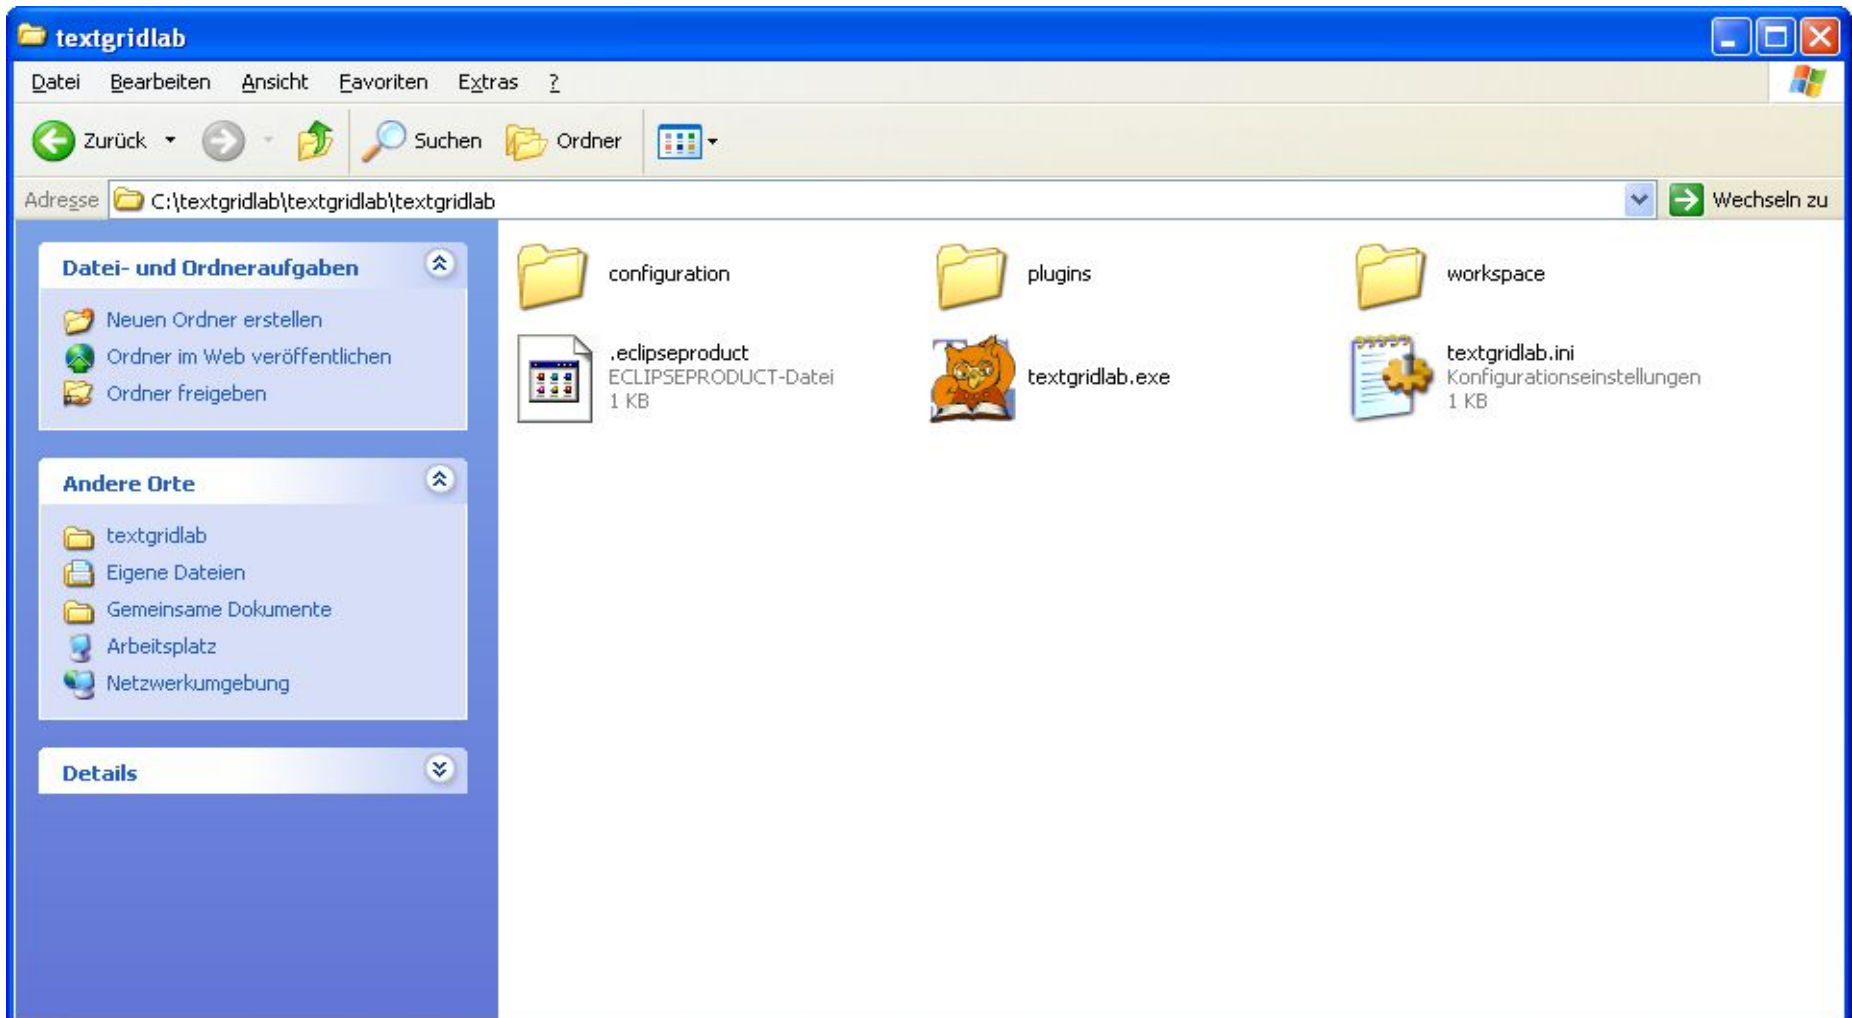 textgridlab
Datei Bearbeiten Ansicht Favoriten Extras ?
Zurück Suchen Ordner
Adresse C:\textgridlab\textgridlab\textgridlab Wechseln zu
Datei- und Ordneraufgaben
Neuen Ordner erstellen
Ordner im Web veröffentlichen
Ordner freigeben
Andere Orte
textgridlab
Eigene Dateien
Gemeinsame Dokumente
Arbeitsplatz
Netzwerkumgebung
Details
configuration
plugins
workspace
.eclipseproduct
ECLIPSEPRODUCT-Datei
1 KB
textgridlab.exe
textgridlab.ini
Konfigurationseinstellungen
1 KB